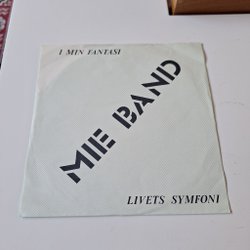 I MIN FANTASI
MIE BAND
LIVETS SYMFONI